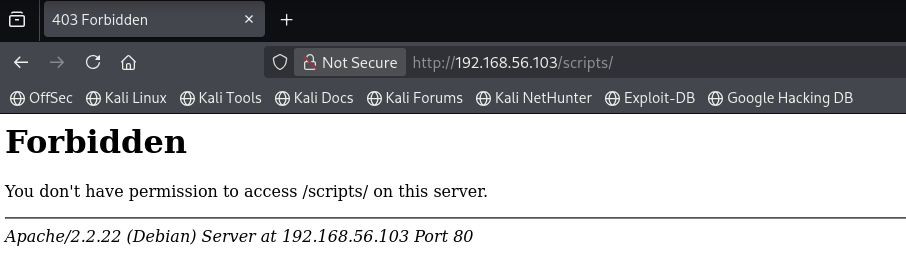 403 Forbidden
Not Secure http://192.168.56.103/scripts/
OffSec Kali Linux Kali Tools Kali Docs Kali Forums Kali NetHunter Exploit-DB Google Hacking DB
Forbidden
You don't have permission to access /scripts/ on this server.
Apache/2.2.22 (Debian) Server at 192.168.56.103 Port 80